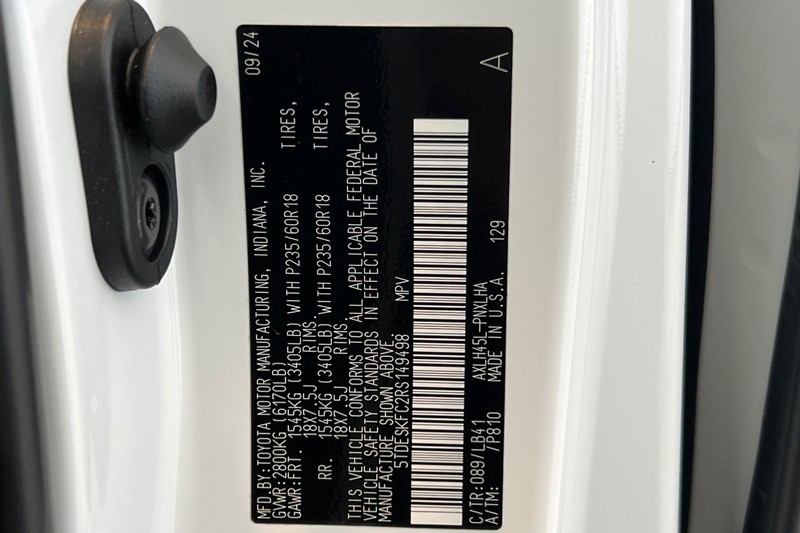 MFD.BY:TOYOTA MOTOR MANUFACTURING, INDIANA, INC. 09/24
GVWR:2800KG (6170LB)
GAWR:FRT. 1545KG (3405LB) WITH P235/60R18 TIRES,
18X7.5J RIMS.
RR. 1545KG (3405LB) WITH P235/60R18 TIRES,
18X7.5J RIMS.
THIS VEHICLE CONFORMS TO ALL APPLICABLE FEDERAL MOTOR
VEHICLE SAFETY STANDARDS IN EFFECT ON THE DATE OF
MANUFACTURE SHOWN ABOVE.
5TDESKFC2RS149498 MPV
C/TR:089/LB41 AXLH45L-PNXLHA
A/TM: /P810 MADE IN U.S.A. 129
A